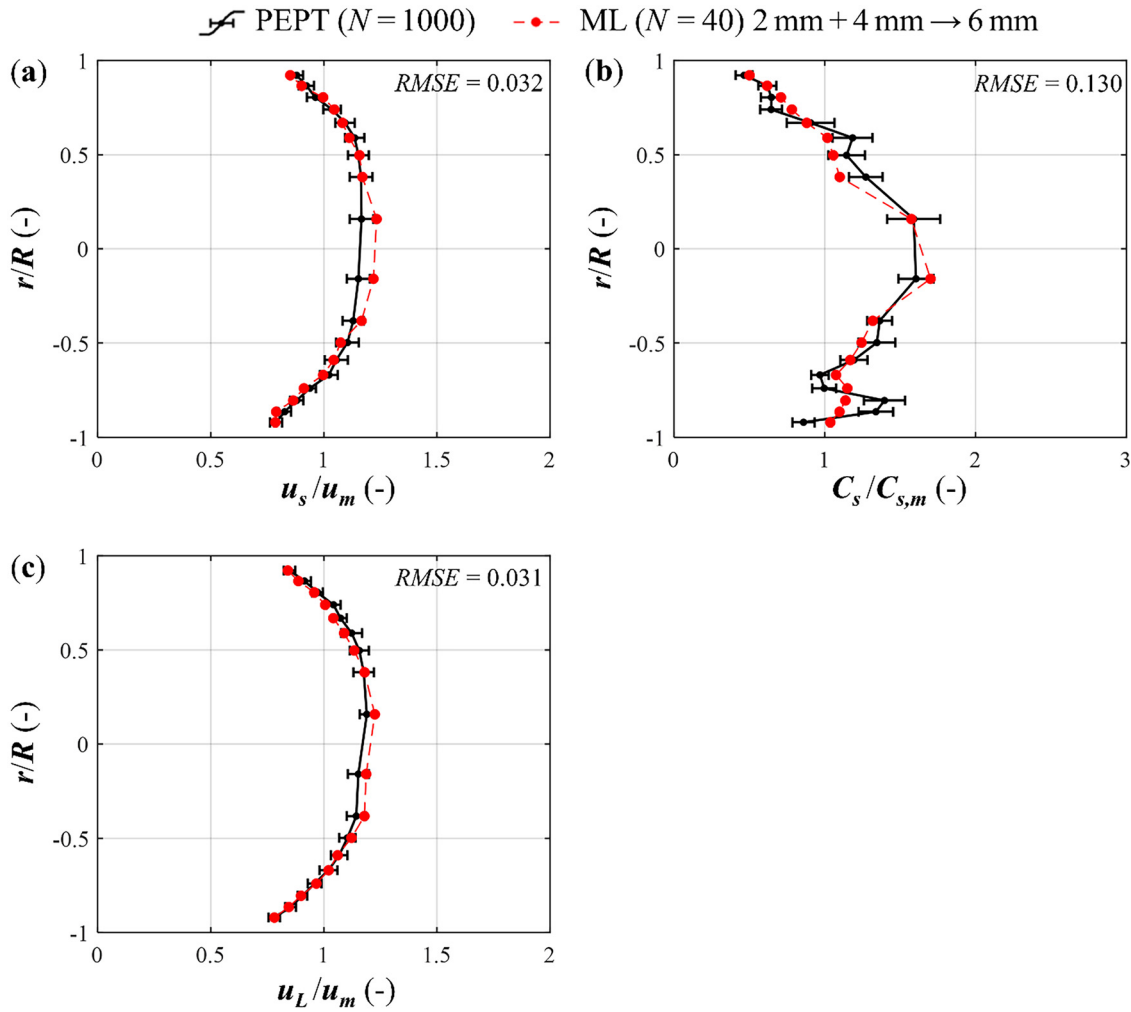 PEPT (N = 1000) ML (N = 40) 2 mm + 4 mm → 6 mm
(a) RMSE = 0.032
1
0.5
0
-0.5
-1
r/R (-)
0 0.5 1 1.5 2
u_s/u_m (-)
(b) RMSE = 0.130
1
0.5
0
-0.5
-1
r/R (-)
0 1 2 3
C_s/C_s,m (-)
(c) RMSE = 0.031
1
0.5
0
-0.5
-1
r/R (-)
0 0.5 1 1.5 2
u_L/u_m (-)